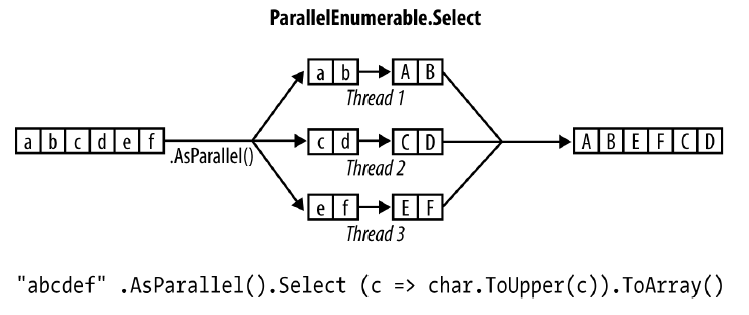 ParallelEnumerable.Select
a b A B
Thread 1
a b c d e f
.AsParallel()
c d C D
Thread 2
A B E F C D
e f E F
Thread 3
"abcdef" .AsParallel().Select (c => char.ToUpper(c)).ToArray()